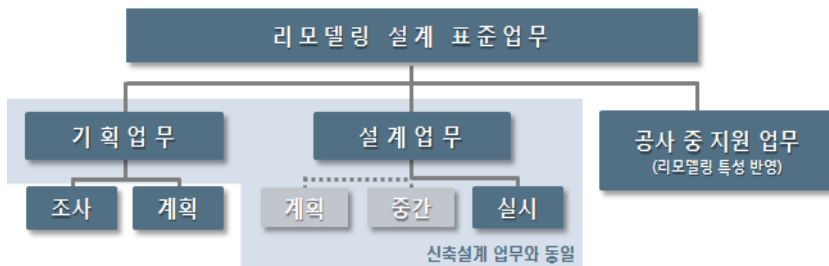 리모델링 설계 표준업무
기획업무
설계업무
공사 중 지원 업무
(리모델링 특성 반영)
조사
계획
계획
중간
실시
신축설계 업무와 동일